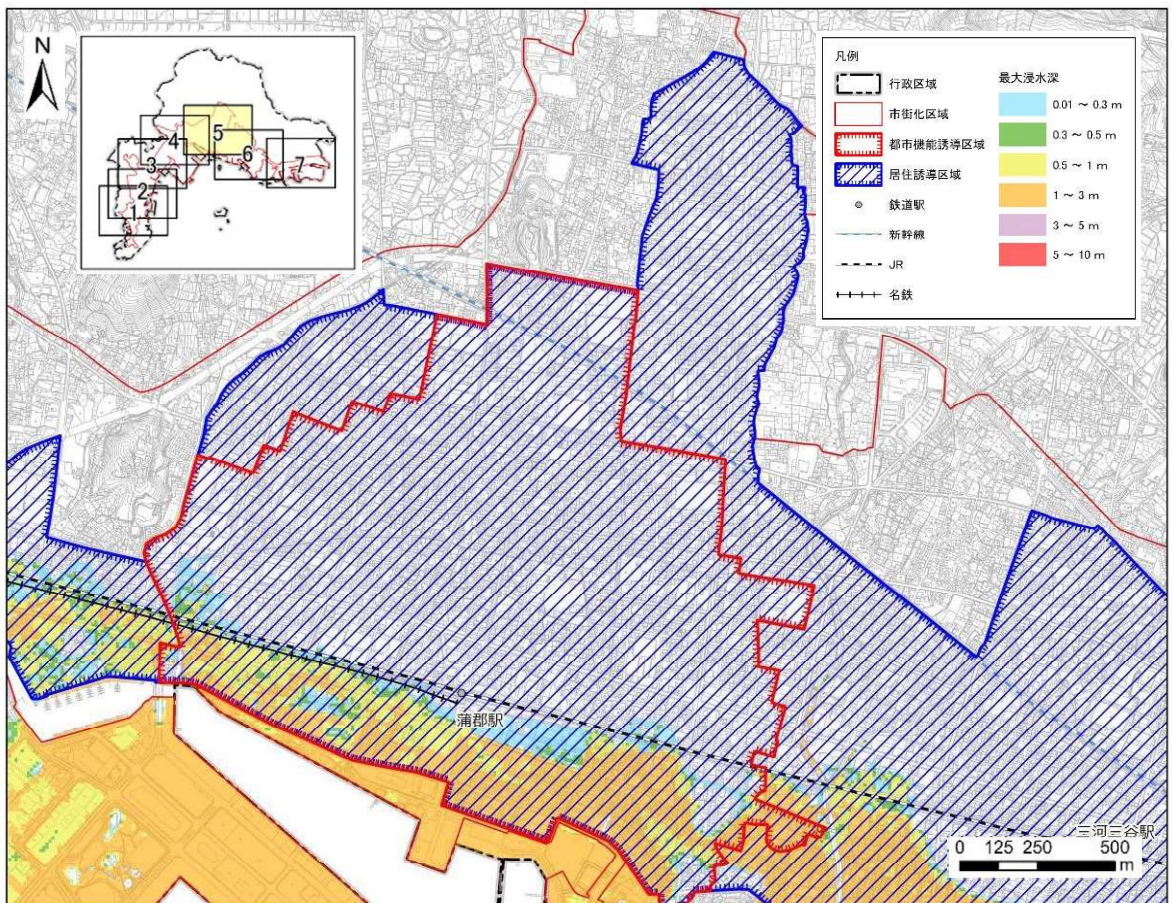 N
4
5
3
6
7
2
1
凡例
行政区域
市街化区域
都市機能誘導区域
居住誘導区域
鉄道駅
新幹線
JR
名鉄
最大浸水深
0.01 ～ 0.3 m
0.3 ～ 0.5 m
0.5 ～ 1 m
1 ～ 3 m
3 ～ 5 m
5 ～ 10 m
蒲郡駅
三河三谷駅
0 125 250 500
m